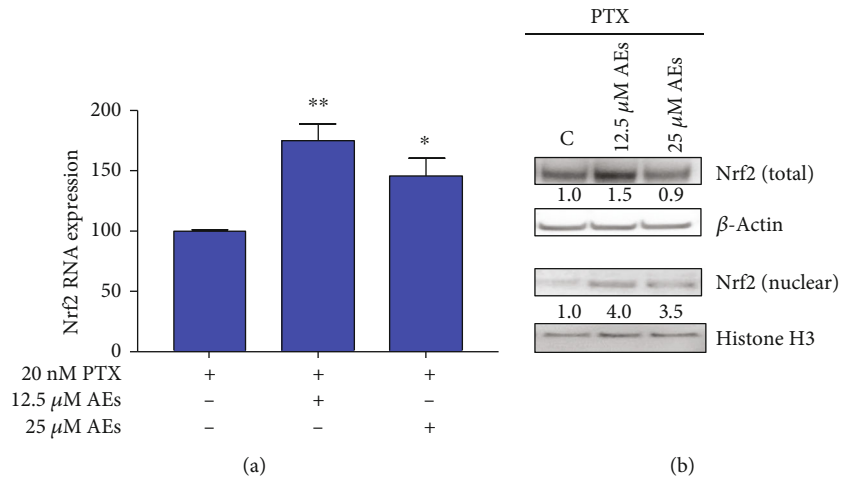 200
150
100
50
0
Nrf2 RNA expression
**
*
20 nM PTX + + +
12.5 μM AEs – + –
25 μM AEs – – +
(a)
PTX
C
12.5 μM AEs
25 μM AEs
Nrf2 (total)
1.0 1.5 0.9
β-Actin
Nrf2 (nuclear)
1.0 4.0 3.5
Histone H3
(b)